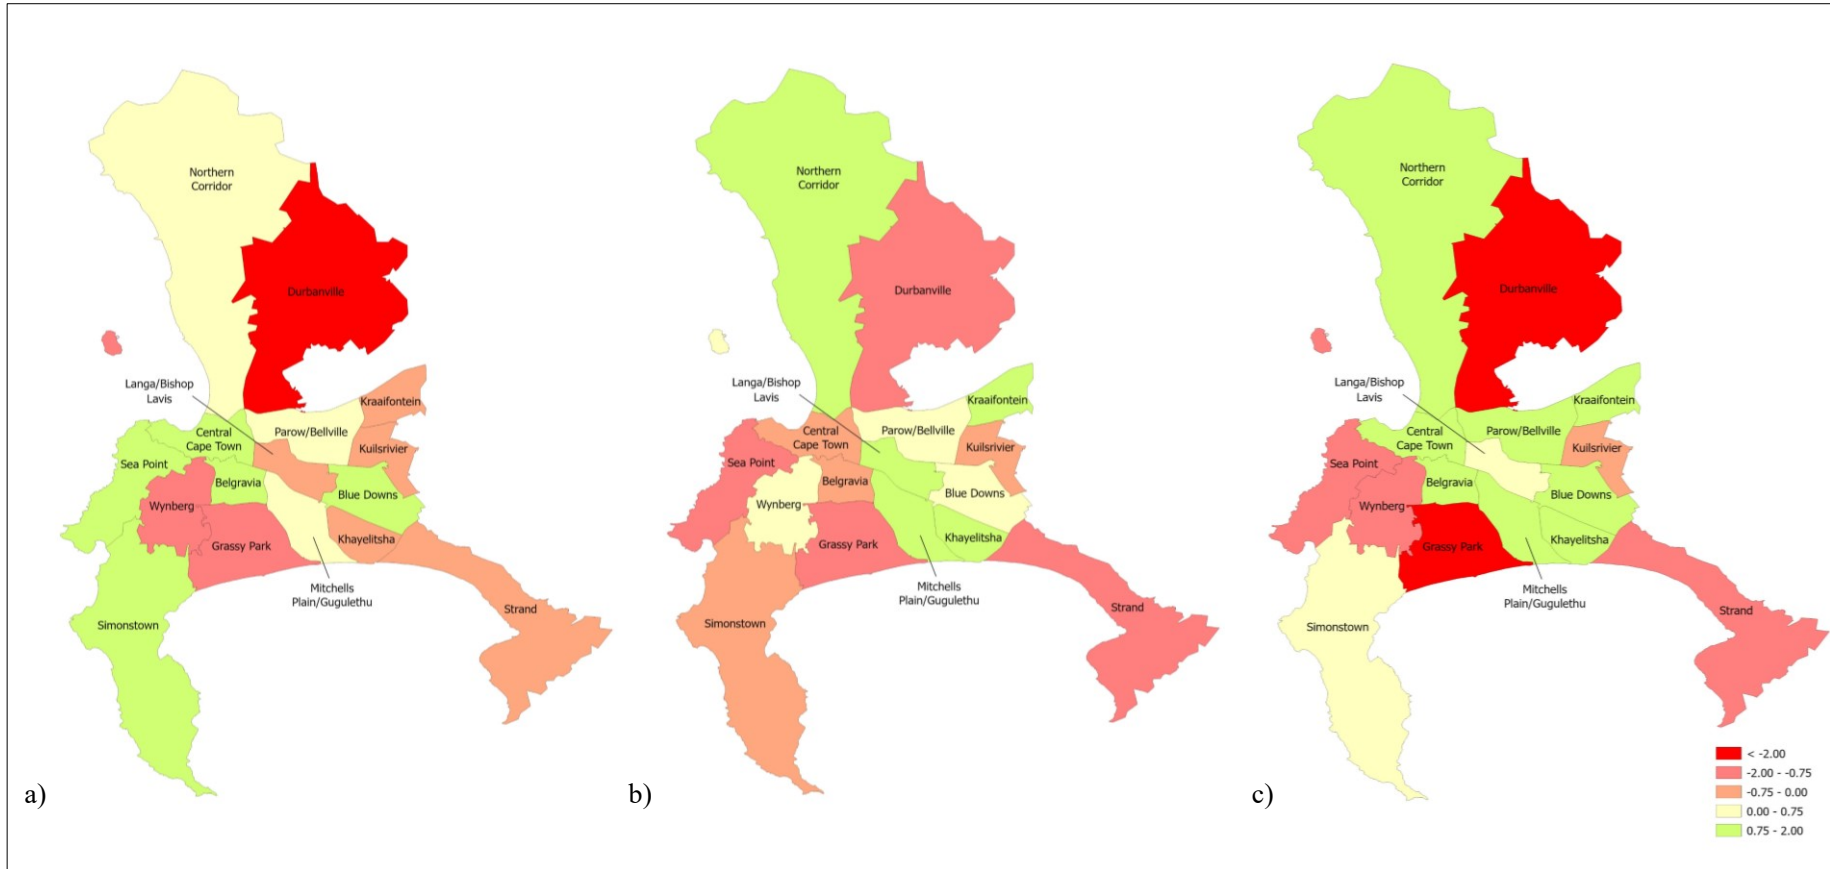 Northern
Corridor
Durbanville
Langa/Bishop
Lavis
Kraaifontein
Central
Cape Town
Parow/Bellville
Kuilsrivier
Sea Point
Belgravia
Blue Downs
Wynberg
Grassy Park
Khayelitsha
Mitchells
Plain/Gugulethu
Strand
Simonstown
a)
Northern
Corridor
Durbanville
Langa/Bishop
Lavis
Kraaifontein
Central
Cape Town
Parow/Bellville
Kuilsrivier
Sea Point
Belgravia
Blue Downs
Wynberg
Grassy Park
Khayelitsha
Mitchells
Plain/Gugulethu
Strand
Simonstown
b)
Northern
Corridor
Durbanville
Langa/Bishop
Lavis
Kraaifontein
Central
Cape Town
Parow/Bellville
Kuilsrivier
Sea Point
Belgravia
Blue Downs
Wynberg
Grassy Park
Khayelitsha
Mitchells
Plain/Gugulethu
Strand
Simonstown
c)
< -2.00
-2.00 - -0.75
-0.75 - 0.00
0.00 - 0.75
0.75 - 2.00